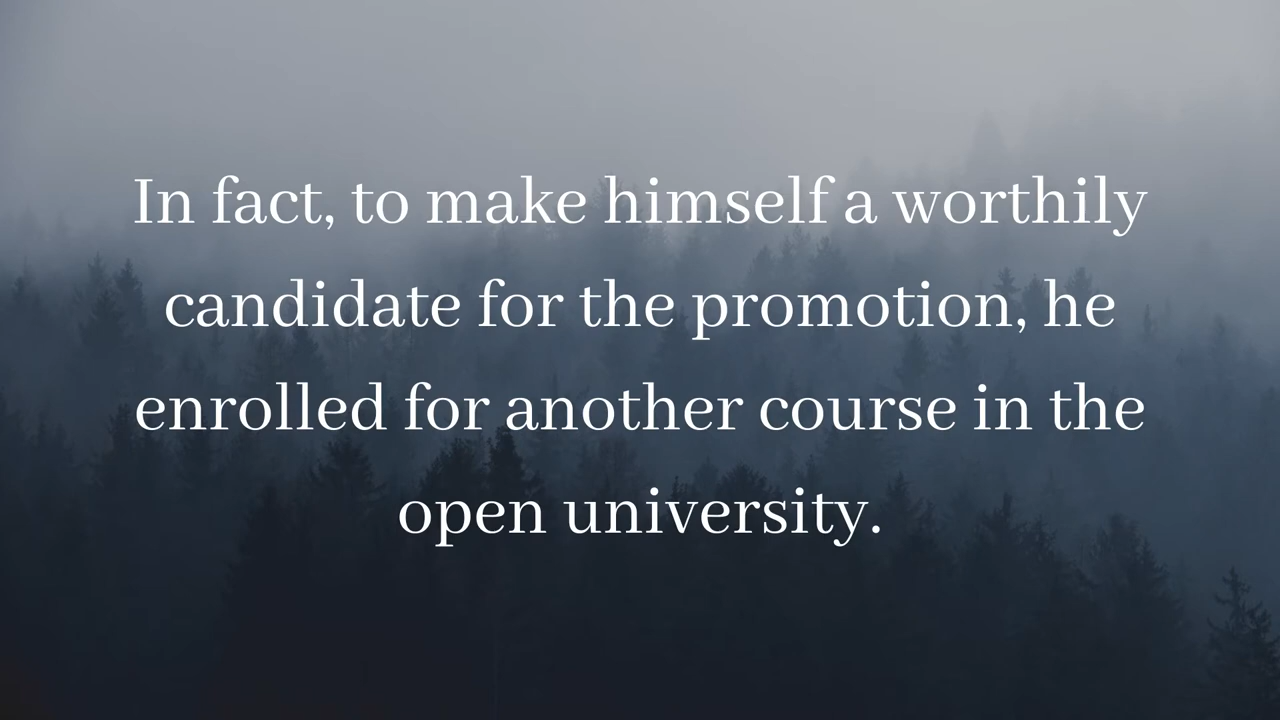 In fact, to make himself a worthily
candidate for the promotion, he
enrolled for another course in the
open university.